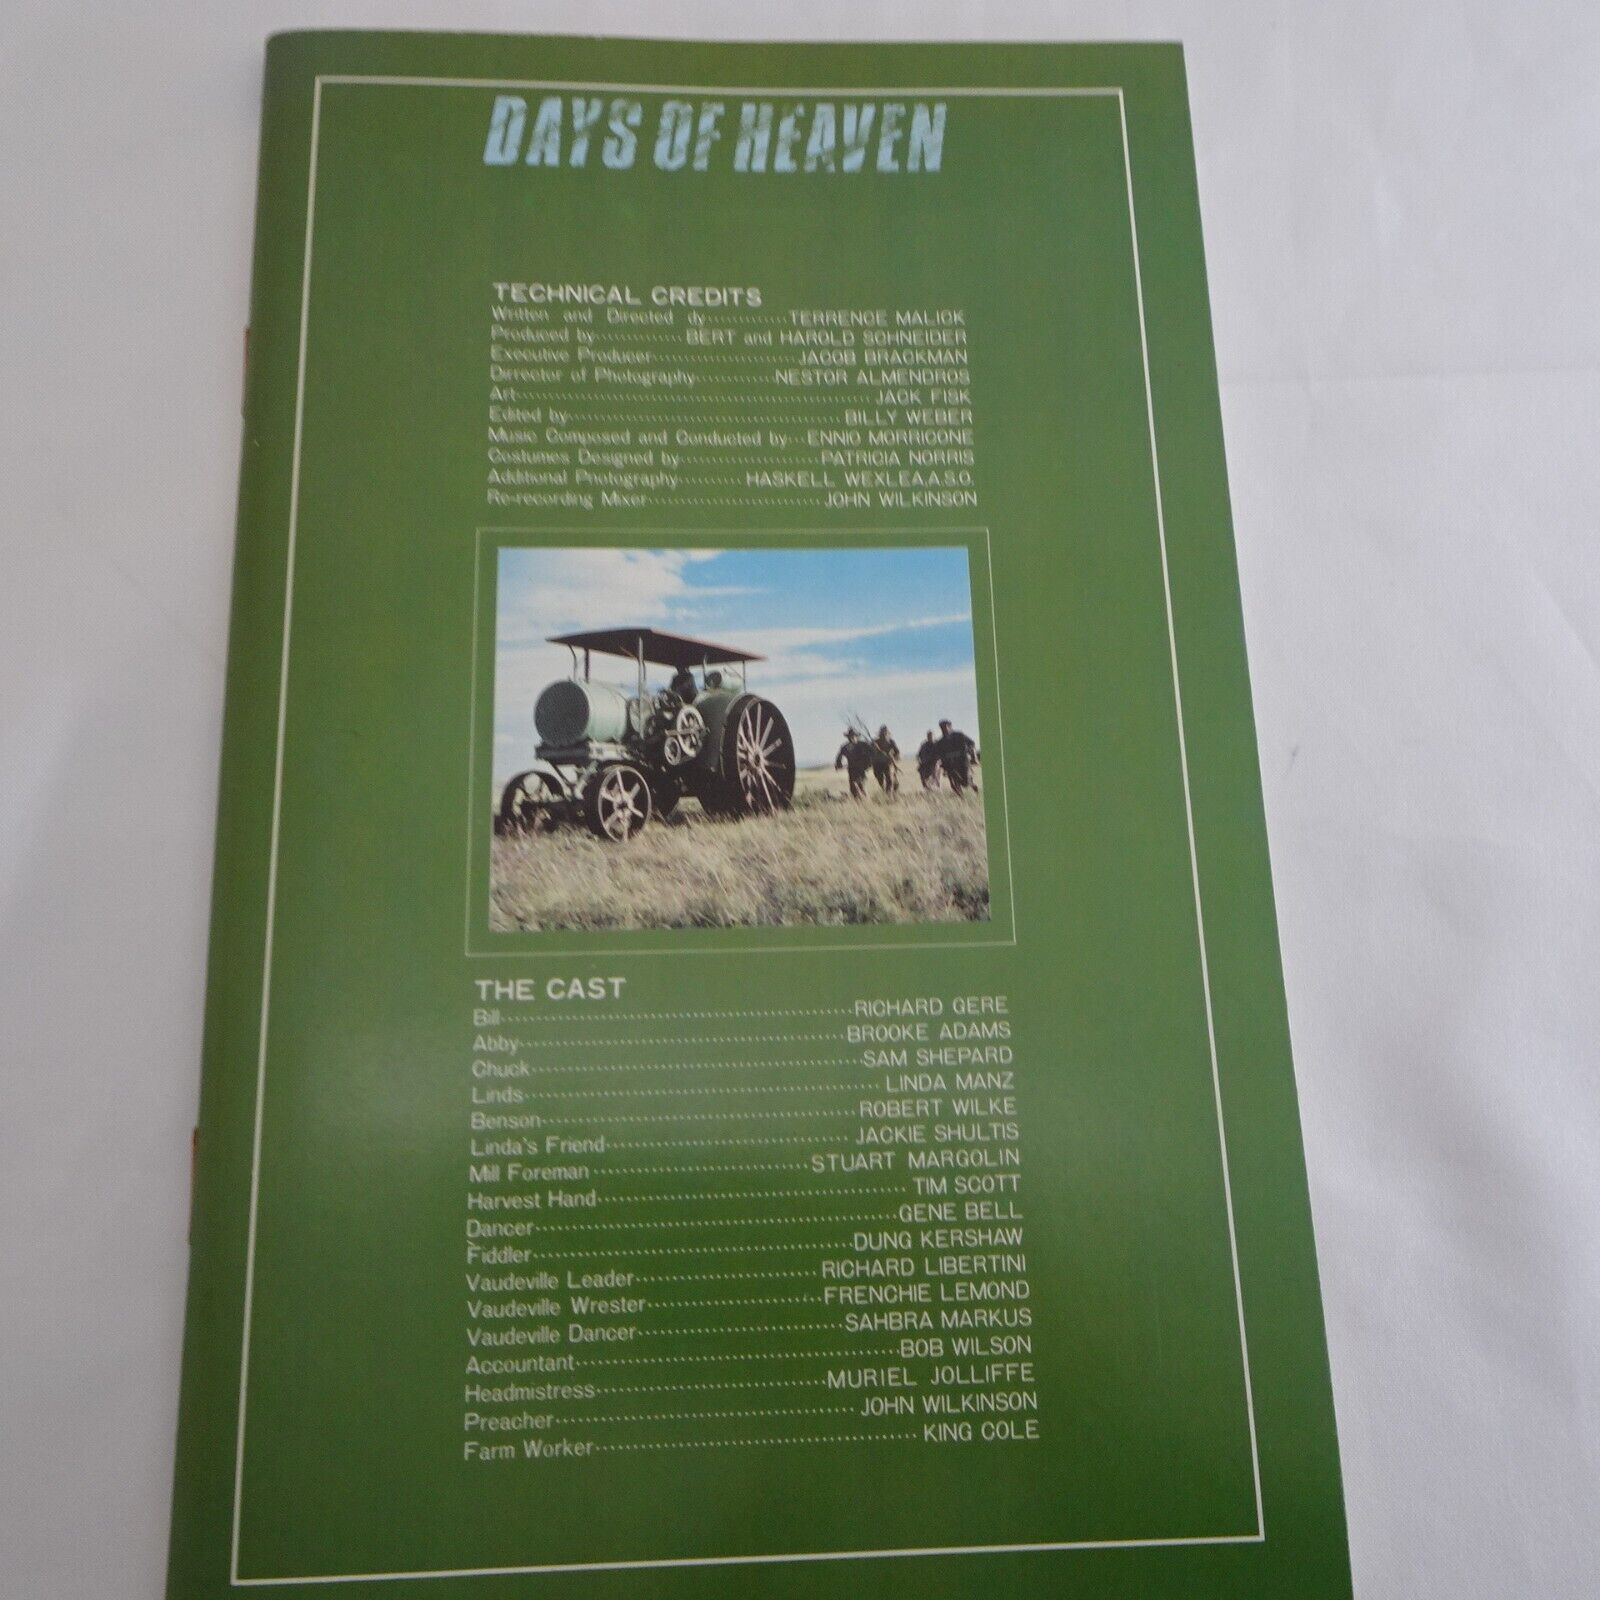 DAYS OF HEAVEN
TECHNICAL CREDITS
Written and Directed dy··············TERRENCE MALICK
Produced by··············BERT and HAROLD SCHNEIDER
Executive Producer······················JACOB BRACKMAN
Dirrector of Photography············NESTOR ALMENDROS
Art······················································JACK FISK
Edited by··········································BILLY WEBER
Music Composed and Conducted by···ENNIO MORRICONE
Costumes Designed by·····················PATRICIA NORRIS
Additional Photography··········HASKELL WEXLEA,A.S.C.
Re-recording Mixer··························JOHN WILKINSON
THE CAST
Bill····················································RICHARD GERE
Abby················································BROOKE ADAMS
Chuck·················································SAM SHEPARD
Linds····················································LINDA MANZ
Benson··············································ROBERT WILKE
Linda's Friend···································JACKIE SHULTIS
Mill Foreman································STUART MARGOLIN
Harvest Hand·············································TIM SCOTT
Dancer···················································GENE BELL
Fiddler···············································DUNG KERSHAW
Vaudeville Leader··························RICHARD LIBERTINI
Vaudeville Wrester·························FRENCHIE LEMOND
Vaudeville Dancer·····························SAHBRA MARKUS
Accountant·············································BOB WILSON
Headmistress································MURIEL JOLLIFFE
Preacher···········································JOHN WILKINSON
Farm Worker·············································KING COLE